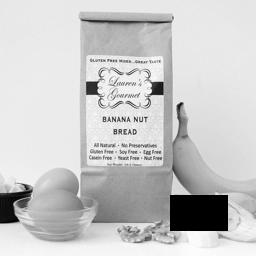 Gluten Free Mixes...Great Taste
Lauren's
Gourmet
BANANA NUT
BREAD
All Natural • No Preservatives
Gluten Free • Soy Free • Egg Free
Casein Free • Yeast Free • Nut Free